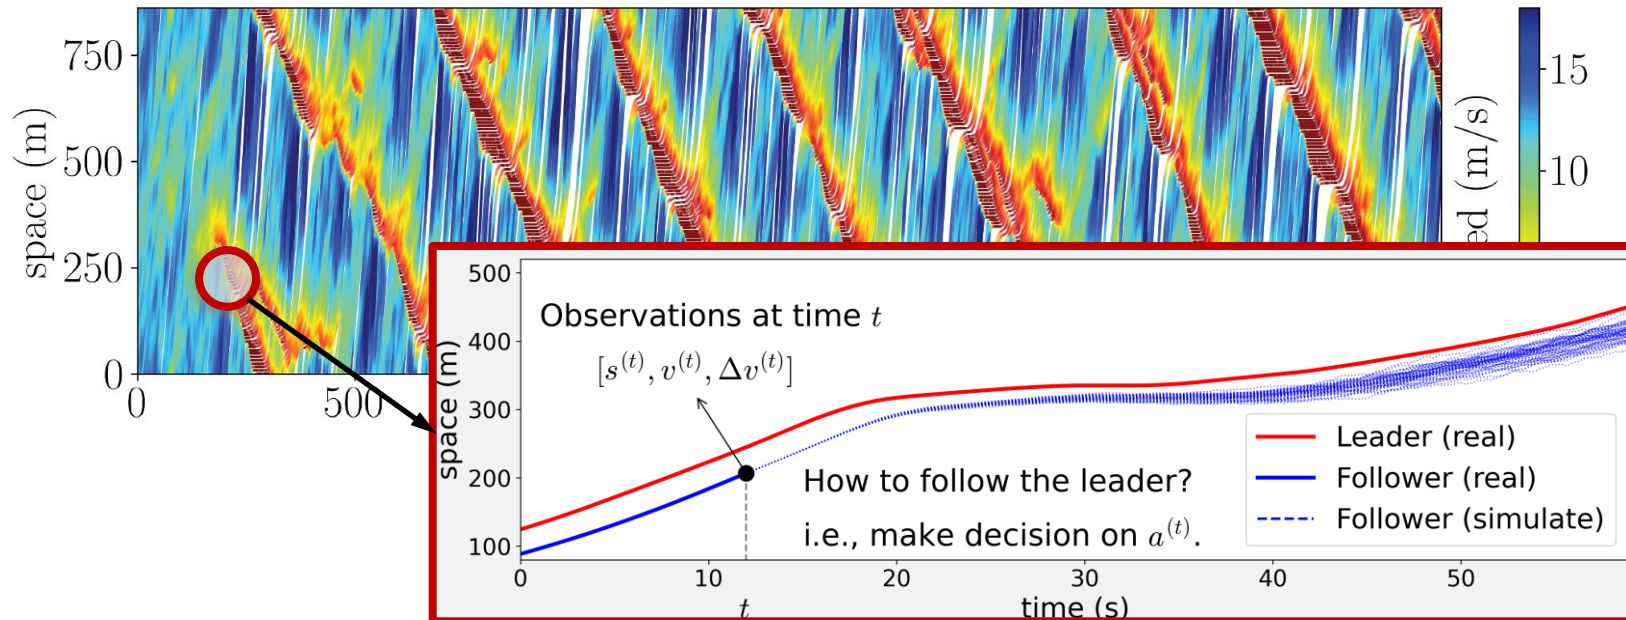 space (m)
750
500
250
0
0
500
15
10
ed (m/s)
500
400
300
200
100
space (m)
Observations at time t
[s^{(t)}, v^{(t)}, Δv^{(t)}]
How to follow the leader?
i.e., make decision on a^{(t)}.
Leader (real)
Follower (real)
Follower (simulate)
0 10 20 30 40 50
t
time (s)